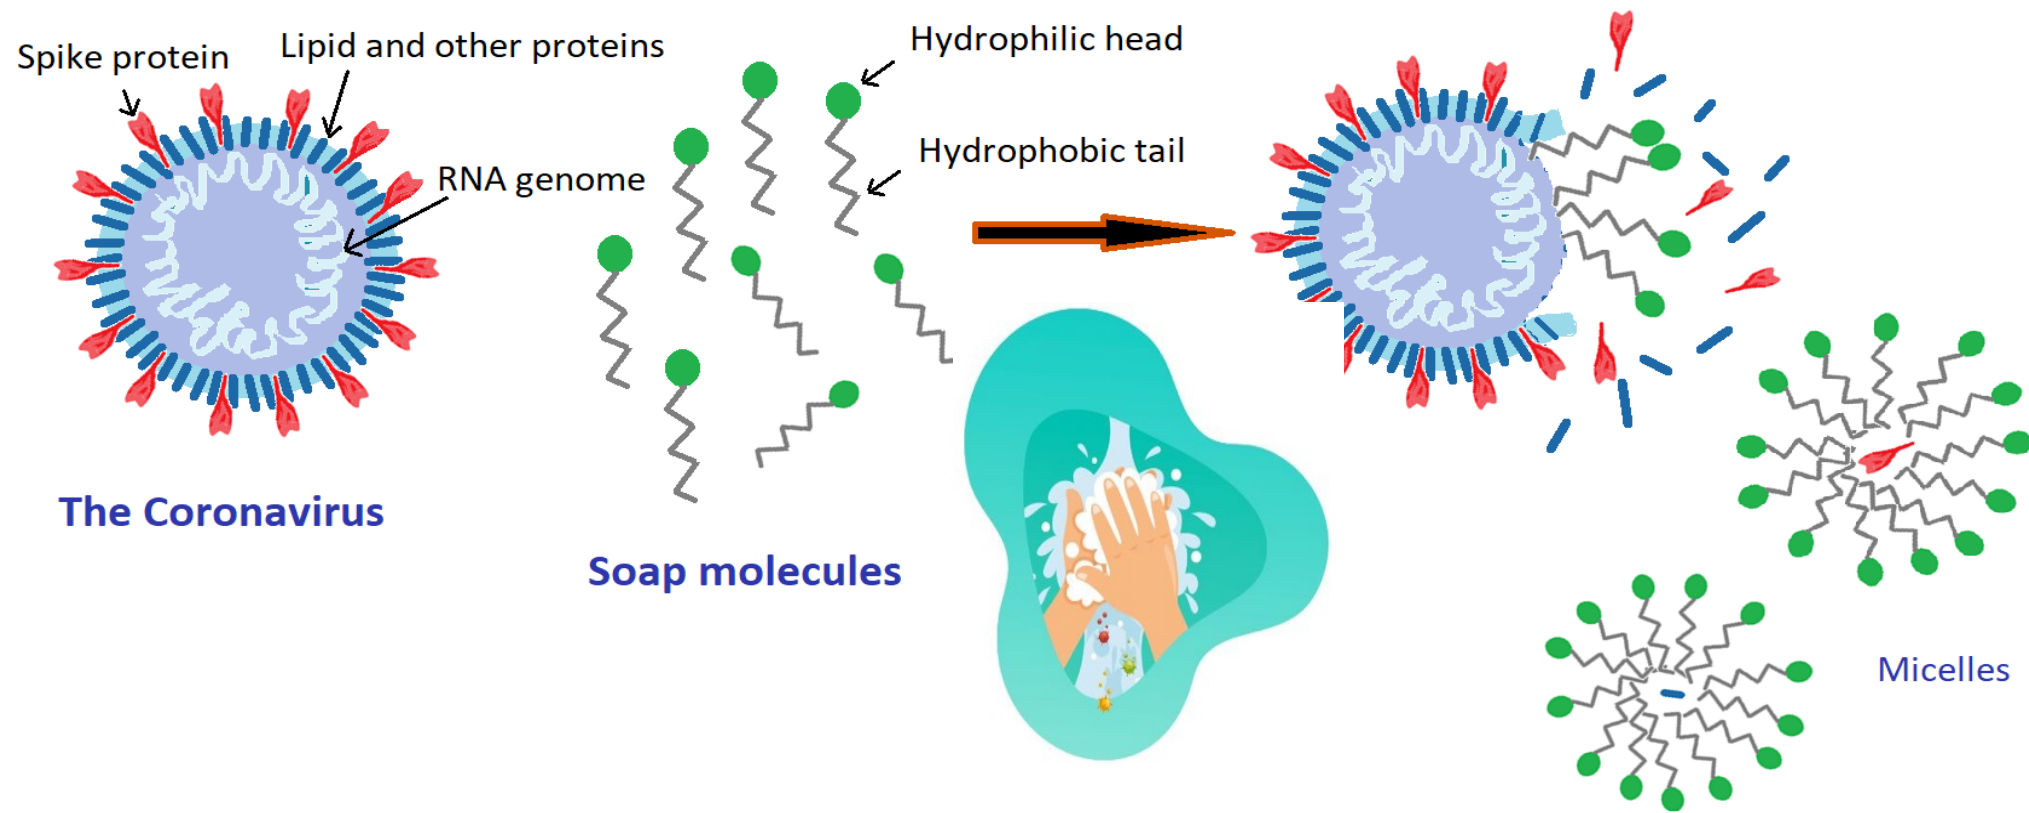 Spike protein
Lipid and other proteins
RNA genome
The Coronavirus
Hydrophilic head
Hydrophobic tail
Soap molecules
Micelles